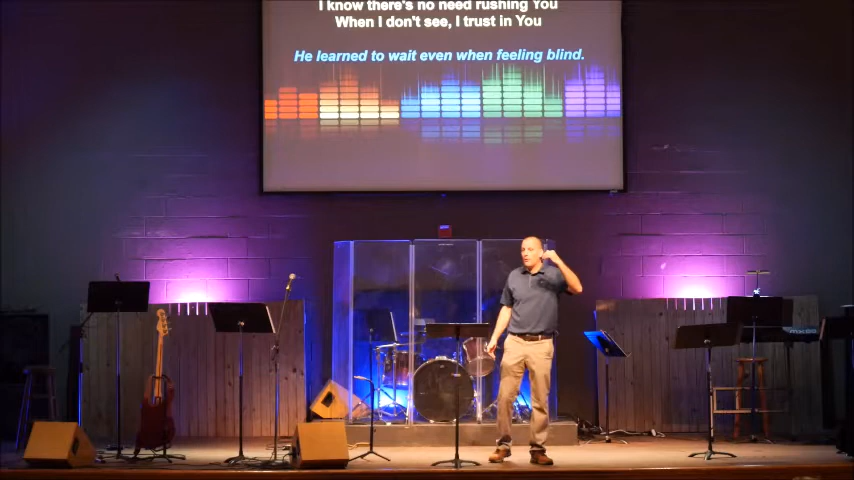 I know there's no need rushing You
When I don't see, I trust in You
He learned to wait even when feeling blind.